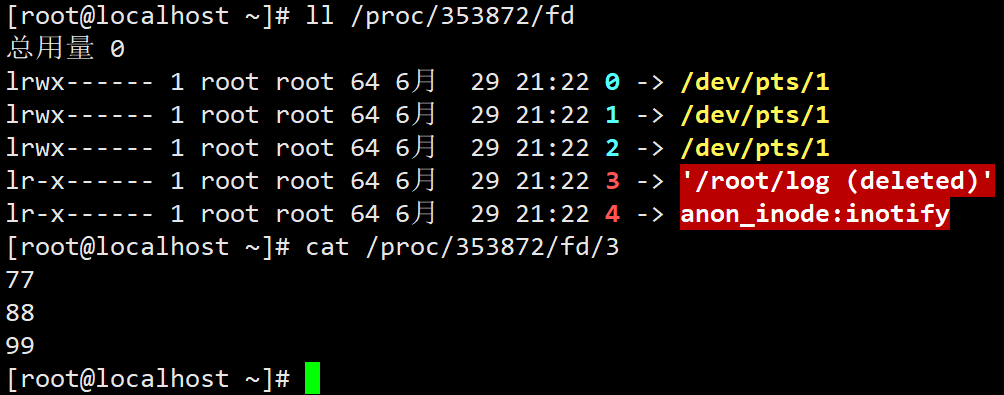 [root@localhost ~]# ll /proc/353872/fd
总用量 0
lrwx------ 1 root root 64 6月  29 21:22 0 -> /dev/pts/1
lrwx------ 1 root root 64 6月  29 21:22 1 -> /dev/pts/1
lrwx------ 1 root root 64 6月  29 21:22 2 -> /dev/pts/1
lr-x------ 1 root root 64 6月  29 21:22 3 -> '/root/log (deleted)'
lr-x------ 1 root root 64 6月  29 21:22 4 -> anon_inode:inotify
[root@localhost ~]# cat /proc/353872/fd/3
77
88
99
[root@localhost ~]#